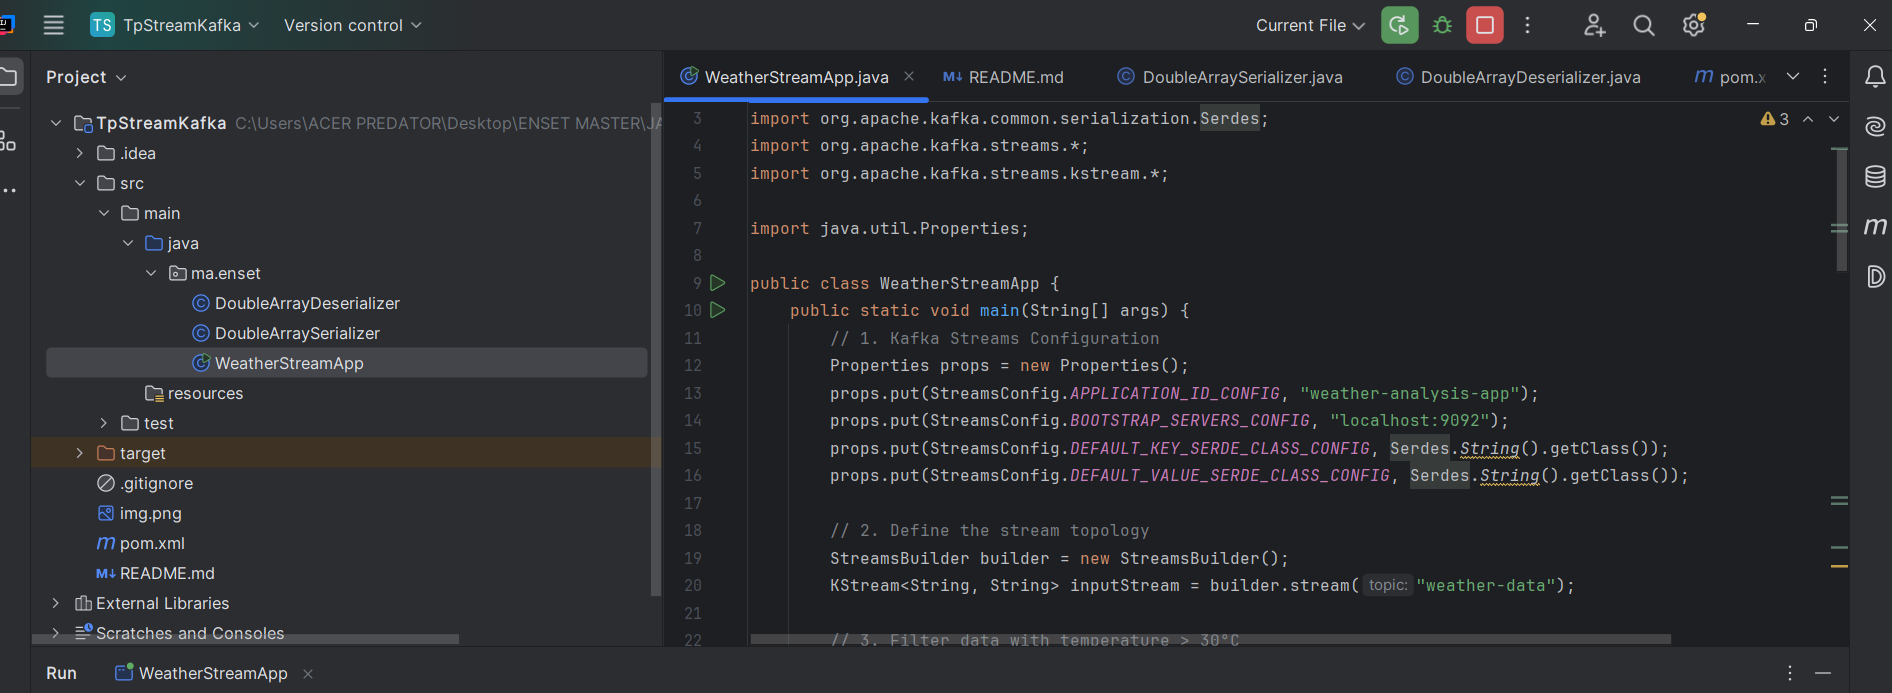 TS TpStreamKafka Version control Current File
Project
WeatherStreamApp.java README.md DoubleArraySerializer.java DoubleArrayDeserializer.java pom.x
TpStreamKafka C:\Users\ACER PREDATOR\Desktop\ENSET MASTER\JA
.idea
src
main
java
ma.enset
DoubleArrayDeserializer
DoubleArraySerializer
WeatherStreamApp
resources
test
target
.gitignore
img.png
pom.xml
README.md
External Libraries
Scratches and Consoles
3 import org.apache.kafka.common.serialization.Serdes;
4 import org.apache.kafka.streams.*;
5 import org.apache.kafka.streams.kstream.*;
6
7 import java.util.Properties;
8
9 public class WeatherStreamApp {
10 public static void main(String[] args) {
11 // 1. Kafka Streams Configuration
12 Properties props = new Properties();
13 props.put(StreamsConfig.APPLICATION_ID_CONFIG, "weather-analysis-app");
14 props.put(StreamsConfig.BOOTSTRAP_SERVERS_CONFIG, "localhost:9092");
15 props.put(StreamsConfig.DEFAULT_KEY_SERDE_CLASS_CONFIG, Serdes.String().getClass());
16 props.put(StreamsConfig.DEFAULT_VALUE_SERDE_CLASS_CONFIG, Serdes.String().getClass());
17
18 // 2. Define the stream topology
19 StreamsBuilder builder = new StreamsBuilder();
20 KStream<String, String> inputStream = builder.stream( topic: "weather-data");
21
22 // 3. Filter data with temperature > 30°C
3
Run WeatherStreamApp